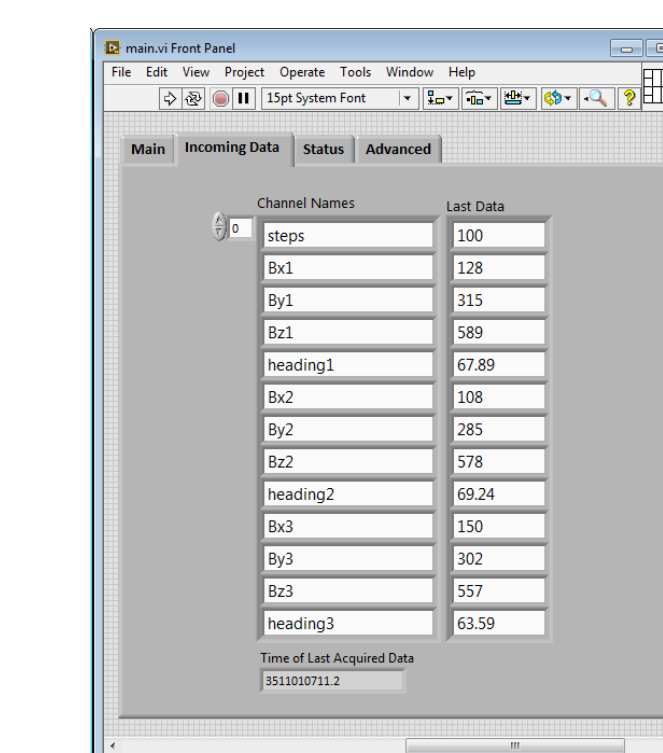 main.vi Front Panel
File Edit View Project Operate Tools Window Help
15pt System Font
Main Incoming Data Status Advanced
Channel Names Last Data
0 steps 100
Bx1 128
By1 315
Bz1 589
heading1 67.89
Bx2 108
By2 285
Bz2 578
heading2 69.24
Bx3 150
By3 302
Bz3 557
heading3 63.59
Time of Last Acquired Data
3511010711.2